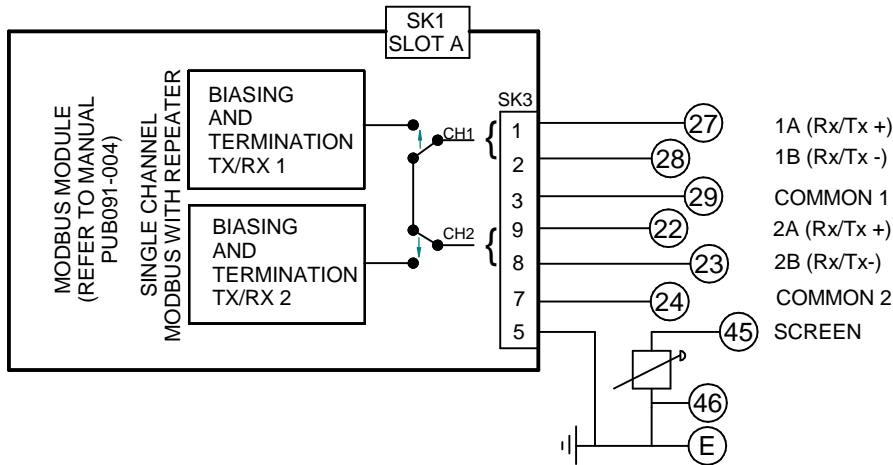 SK1
SLOT A
MODBUS MODULE
(REFER TO MANUAL
PUB091-004)
SINGLE CHANNEL
MODBUS WITH REPEATER
BIASING
AND
TERMINATION
TX/RX 1
BIASING
AND
TERMINATION
TX/RX 2
CH1
CH2
SK3
1
2
3
9
8
7
5
27 1A (Rx/Tx +)
28 1B (Rx/Tx -)
29 COMMON 1
22 2A (Rx/Tx +)
23 2B (Rx/Tx-)
24 COMMON 2
45 SCREEN
46
E